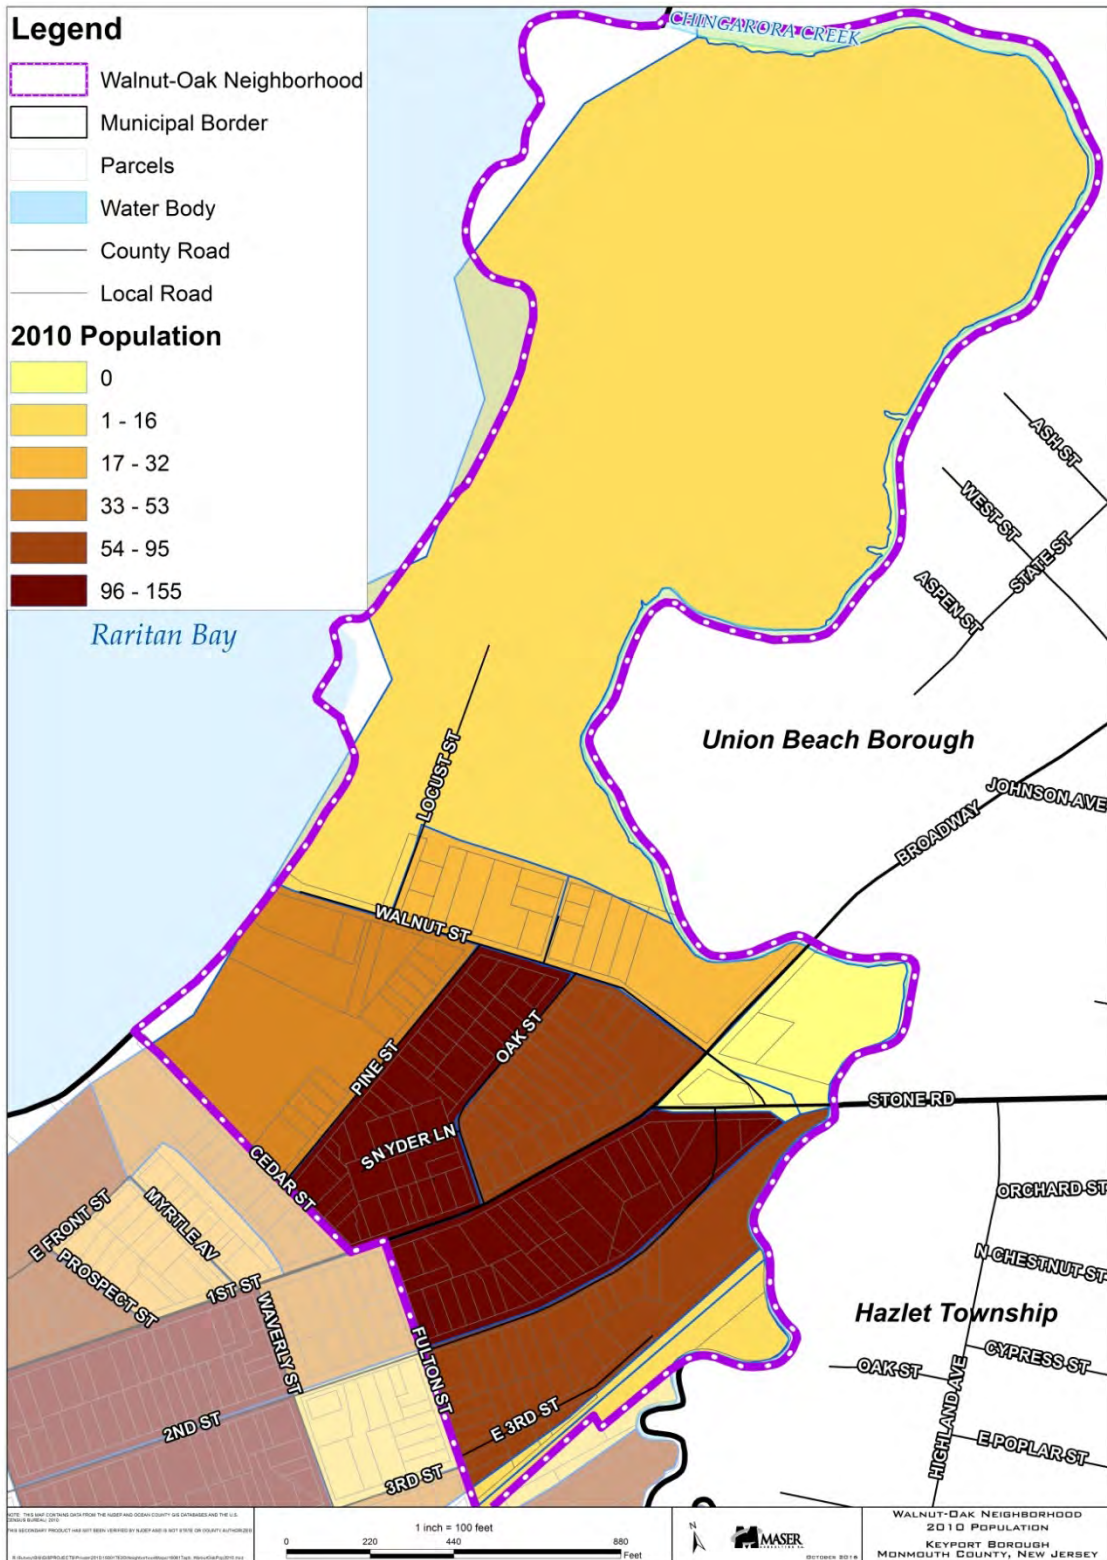 Legend
Walnut-Oak Neighborhood
Municipal Border
Parcels
Water Body
County Road
Local Road
2010 Population
0
1 - 16
17 - 32
33 - 53
54 - 95
96 - 155
CHINGARORA CREEK
Raritan Bay
ASH ST
WEST ST
STATE ST
ASPEN ST
Union Beach Borough
JOHNSON AVE
BROADWAY
LOCUST ST
WALNUT ST
OAK ST
PINE ST
SNYDER LN
STONE RD
CEDAR ST
ORCHARD ST
N CHESTNUT ST
Hazlet Township
CYPRESS ST
OAK ST
HIGHLAND AVE
E POPLAR ST
E FRONT ST
MYRTLE AV
PROSPECT ST
1ST ST
WAVERLY ST
FULTON ST
2ND ST
E 3RD ST
3RD ST
1 inch = 100 feet
0 220 440 880
Feet
N
MASER
OCTOBER 2016
WALNUT-OAK NEIGHBORHOOD
2010 POPULATION
KEYPORT BOROUGH
MONMOUTH COUNTY, NEW JERSEY